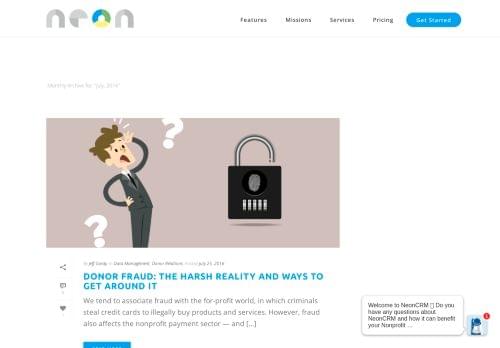 neon
Features Missions Services Pricing Get Started
Monthly Archive for: "July, 2016"
? ?
by Jeff Gordy in Data Management, Donor Relations, Posted July 25, 2016
DONOR FRAUD: THE HARSH REALITY AND WAYS TO
GET AROUND IT
We tend to associate fraud with the for-profit world, in which criminals
steal credit cards to illegally buy products and services. However, fraud
also affects the nonprofit payment sector — and [...]
Welcome to NeonCRM Do you
have any questions about
NeonCRM and how it can benefit
your Nonprofit ...
1